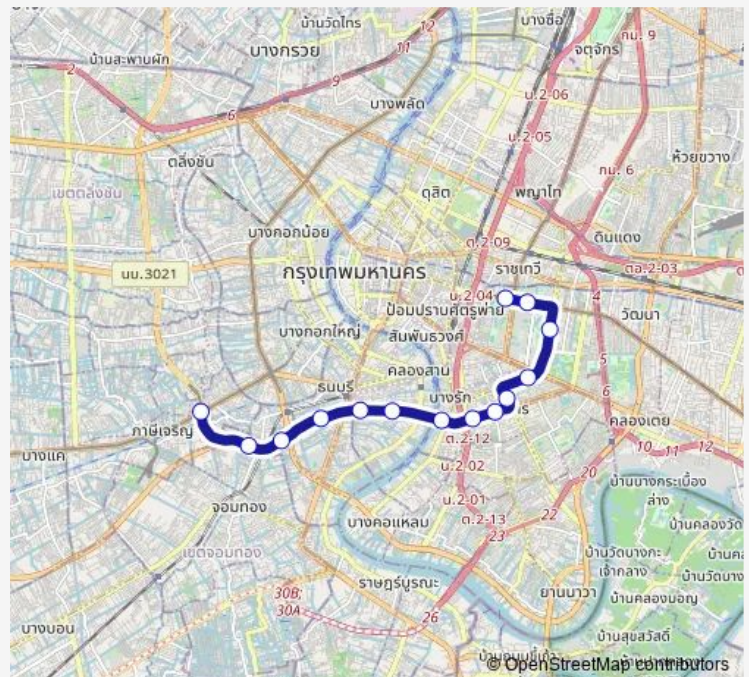 บ้านวัดไทร
12
บางซื่อ
กม. 9
บางกรวย
11
จตุจักร
บ้านสะพานผัก
2
9
น.2-06
บางพลัด
6
น.2-05
ตลิ่งชัน
ห้วยขวาง
กม. 6
เขตตลิ่งชัน
ดุสิต
พญาไท
บางกอกน้อย
ดินแดง
ต.2-09
นบ.3021
กรุงเทพมหานคร
ราชเทวี
ตอ.2-03
น.2-04
4
ป้อมปราบศัตรูพ่าย
วัฒนา
บางกอกใหญ่
สัมพันธวงศ์
5
คลองสาน
ธนบุรี
บางรัก
6
คลองเตย
ภาษีเจริญ
ต.2-12
10
11
12
บางแค
น.2-02
20
บ้านบางกะเบื้อง
ล่าง
จอมทอง
น.2-01
ต.2-13
22
บางคอแหลม
23
บ้านคลองวัด
เขตจอมทอง
บ้านวัดบางกะ
เจ้ากลาง
บ้านวัดบาง
ราษฎร์บูรณะ
30B;
30A
ยานนาวา
บ้านคลองมอญ
26
บางบอน
บ้านสุขสวัสดิ์
© OpenStreetMap contributors